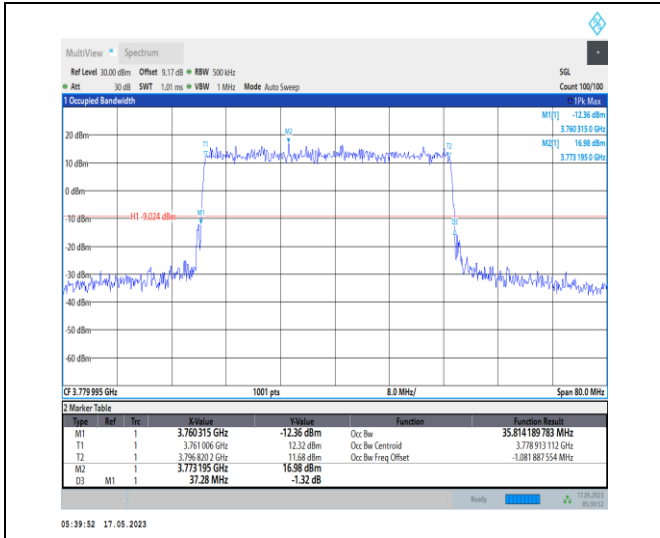 MultiView Spectrum
Ref Level 30.00 dBm Offset 9.17 dB RBW 500 kHz SGL
Att 30 dB SWT 1.01 ms VBW 1 MHz Mode Auto Sweep Count 100/100
1 Occupied Bandwidth 1Pk Max
M1[1] -12.36 dBm
3.760 315 0 GHz
M2[1] 16.98 dBm
3.773 195 0 GHz
20 dBm
M2
T1
T2
10 dBm
0 dBm
-10 dBm
H1 -9.024 dBm
M1
D3
-20 dBm
-30 dBm
-40 dBm
-50 dBm
-60 dBm
CF 3.779 995 GHz 1001 pts 8.0 MHz/ Span 80.0 MHz
2 Marker Table
Type Ref Trc X-Value Y-Value Function Function Result
M1 1 3.760315 GHz -12.36 dBm Occ Bw 35.814 189 783 MHz
T1 1 3.761 006 GHz 12.32 dBm Occ Bw Centroid 3.778 913 112 GHz
T2 1 3.796 820 2 GHz 11.68 dBm Occ Bw Freq Offset -1.081 887 554 MHz
M2 1 3.773195 GHz 16.98 dBm
D3 M1 1 37.28 MHz -1.32 dB
Ready 17.05.2023
05:39:52
05:39:52 17.05.2023